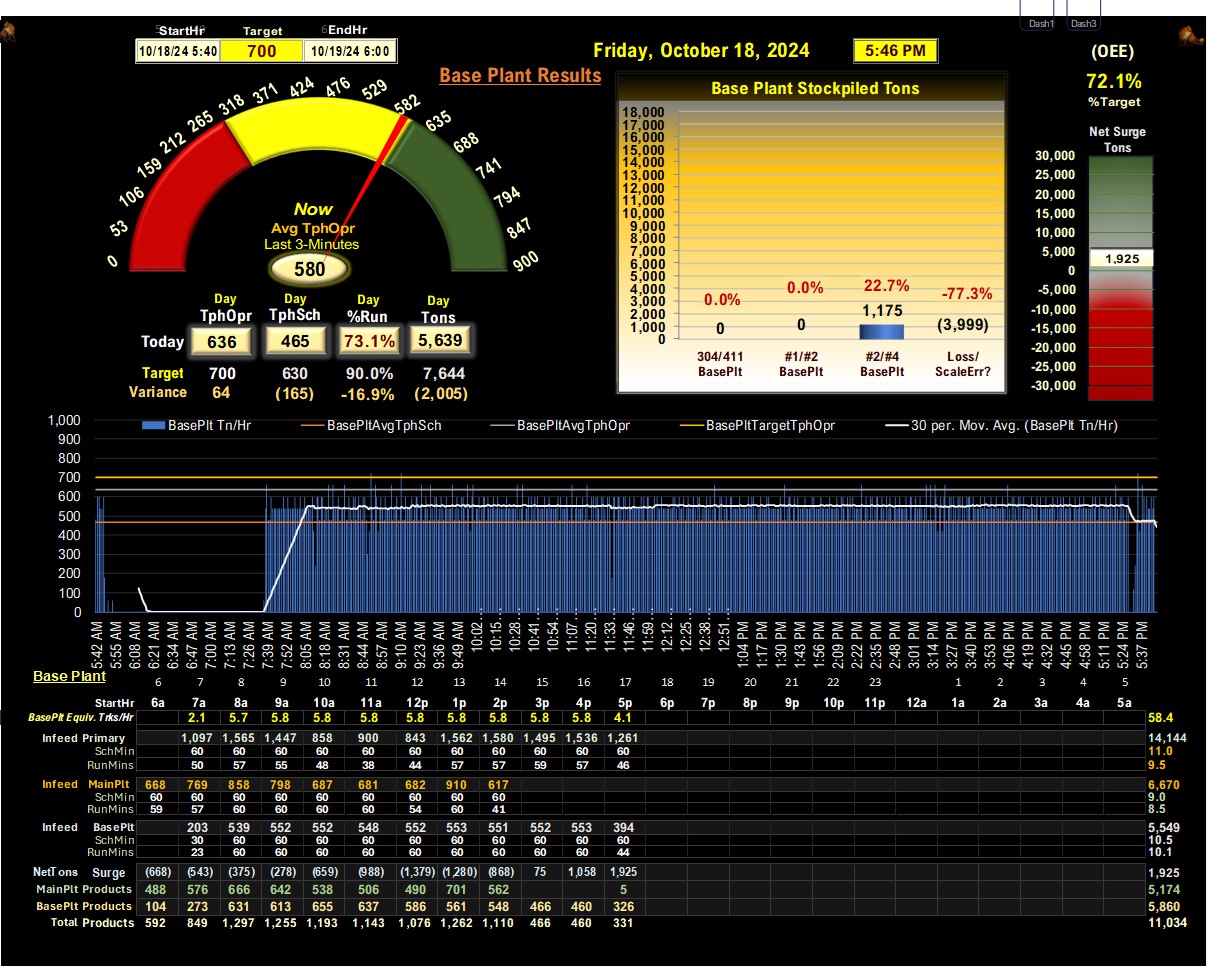 Dash1 Dash3
StartHr Target EndHr
10/18/24 5:40 700 10/19/24 6:00
Friday, October 18, 2024 5:46 PM
Base Plant Results
(OEE)
72.1%
%Target
Net Surge
Tons
30,000
25,000
20,000
15,000
10,000
5,000
0
-5,000
-10,000
-15,000
-20,000
-25,000
-30,000
1,925
0 53 106 159 212 265 318 371 424 476 529 582 635 688 741 794 847 900
Now
Avg TphOpr
Last 3-Minutes
580
Day Day Day Day
TphOpr TphSch %Run Tons
Today 636 465 73.1% 5,639
Target 700 630 90.0% 7,644
Variance 64 (165) -16.9% (2,005)
Base Plant Stockpiled Tons
18,000
17,000
16,000
15,000
14,000
13,000
12,000
11,000
10,000
9,000
8,000
7,000
6,000
5,000
4,000
3,000
2,000
1,000
0
0.0% 0.0% 22.7% -77.3%
0 0 1,175 (3,999)
304/411 #1/#2 #2/#4 Loss/
BasePlt BasePlt BasePlt ScaleErr?
BasePlt Tn/Hr BasePltAvgTphSch BasePltAvgTphOpr BasePltTargetTphOpr 30 per. Mov. Avg. (BasePlt Tn/Hr)
1,000
900
800
700
600
500
400
300
200
100
0
5:42 AM 5:55 AM 6:08 AM 6:21 AM 6:34 AM 6:47 AM 7:00 AM 7:13 AM 7:26 AM 7:39 AM 7:52 AM 8:05 AM 8:18 AM 8:31 AM 8:44 AM 8:57 AM 9:10 AM 9:23 AM 9:36 AM 9:49 AM 10:02... 10:15... 10:28... 10:41... 10:54... 11:07... 11:20... 11:33... 11:46... 11:59... 12:12... 12:25... 12:38... 12:51... 1:04 PM 1:17 PM 1:30 PM 1:43 PM 1:56 PM 2:09 PM 2:22 PM 2:35 PM 2:48 PM 3:01 PM 3:14 PM 3:27 PM 3:40 PM 3:53 PM 4:06 PM 4:19 PM 4:32 PM 4:45 PM 4:58 PM 5:11 PM 5:24 PM 5:37 PM
Base Plant
6 7 8 9 10 11 12 13 14 15 16 17 18 19 20 21 22 23 1 2 3 4 5
StartHr 6a 7a 8a 9a 10a 11a 12p 1p 2p 3p 4p 5p 6p 7p 8p 9p 10p 11p 12a 1a 2a 3a 4a 5a
BasePlt Equiv. Trks/Hr 2.1 5.7 5.8 5.8 5.8 5.8 5.8 5.8 5.8 5.8 4.1 58.4
Infeed Primary 1,097 1,565 1,447 858 900 843 1,562 1,580 1,495 1,536 1,261 14,144
SchMin 60 60 60 60 60 60 60 60 60 60 60 11.0
RunMins 50 57 55 48 38 44 57 57 59 57 46 9.5
Infeed MainPlt 668 769 858 798 687 681 682 910 617 6,670
SchMin 60 60 60 60 60 60 60 60 60 9.0
RunMins 59 57 60 60 60 60 54 60 41 8.5
Infeed BasePlt 203 539 552 552 548 552 553 551 552 553 394 5,549
SchMin 30 60 60 60 60 60 60 60 60 60 60 10.5
RunMins 23 60 60 60 60 60 60 60 60 60 44 10.1
NetTons Surge (668) (543) (375) (278) (659) (988) (1,379) (1,280) (868) 75 1,058 1,925 1,925
MainPlt Products 488 576 666 642 538 506 490 701 562 5 5,174
BasePlt Products 104 273 631 613 655 637 586 561 548 466 460 326 5,860
Total Products 592 849 1,297 1,255 1,193 1,143 1,076 1,262 1,110 466 460 331 11,034